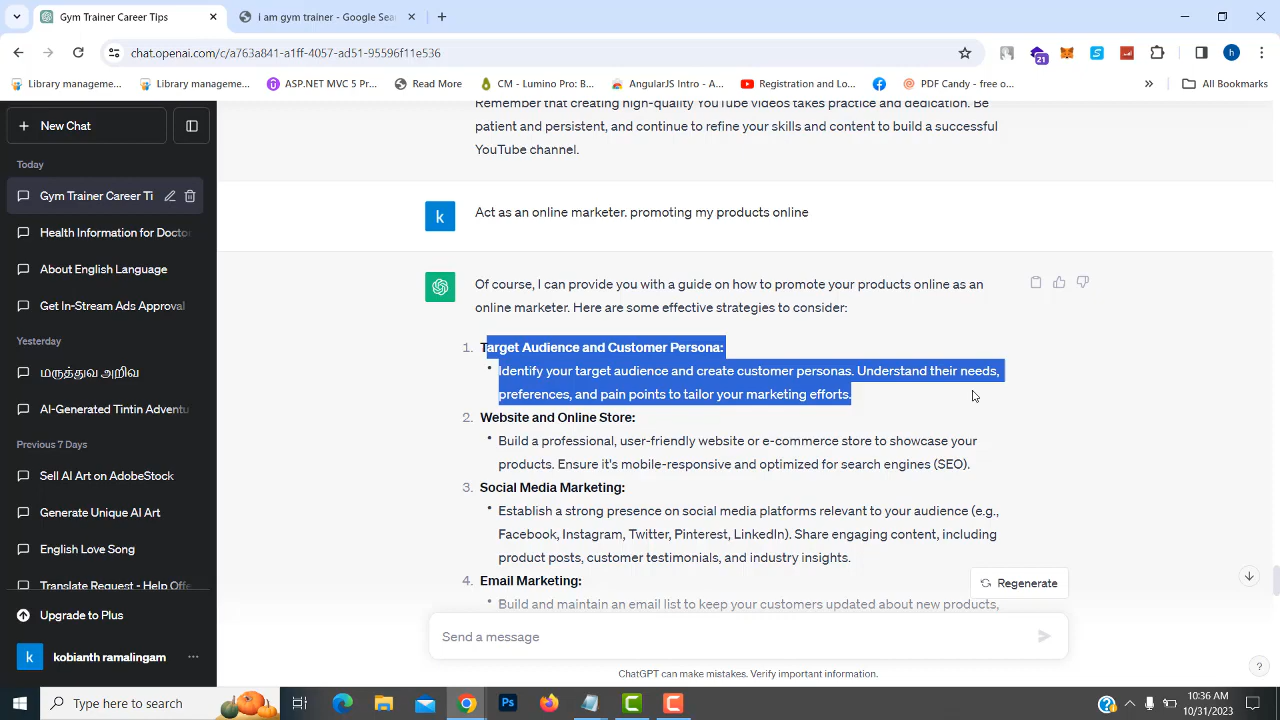 Gym Trainer Career Tips
I am gym trainer - Google Sear
chat.openai.com/c/a763a841-a1ff-4057-ad51-95596f11e536
21
h
Library manageme...
Library manageme...
ASP.NET MVC 5 Pr...
Read More
CM - Lumino Pro: B...
AngularJS Intro - A...
Registration and Lo...
PDF Candy - free o...
All Bookmarks
New Chat
Today
Gym Trainer Career Ti
Health Information for Docto
About English Language
Get In-Stream Ads Approval
Yesterday
முதுமொழி வரிய
AI-Generated Tiny Adventu
Previous 7 Days
Sell AI Art on AdobeStock
Generate Unique AI Art
English Love Song
Translate Request - Help Offe
Upgrade to Plus
k
kobianth ramalingam
Remember that creating high-quality YouTube videos takes practice and dedication. Be
patient and persistent, and continue to refine your skills and content to build a successful
YouTube channel.
k
Act as an online marketer. promoting my products online
Of course, I can provide you with a guide on how to promote your products online as an
online marketer. Here are some effective strategies to consider:
1. Target Audience and Customer Persona:
• Identify your target audience and create customer personas. Understand their needs,
preferences, and pain points to tailor your marketing efforts.
2. Website and Online Store:
• Build a professional, user-friendly website or e-commerce store to showcase your
products. Ensure it's mobile-responsive and optimized for search engines (SEO).
3. Social Media Marketing:
• Establish a strong presence on social media platforms relevant to your audience (e.g.,
Facebook, Instagram, Twitter, Pinterest, LinkedIn). Share engaging content, including
product posts, customer testimonials, and industry insights.
4. Email Marketing:
• Build and maintain an email list to keep your customers updated about new products,
Regenerate
Send a message
ChatGPT can make mistakes. Verify important information.
?
Type here to search
Ps
10:36 AM
10/31/2023